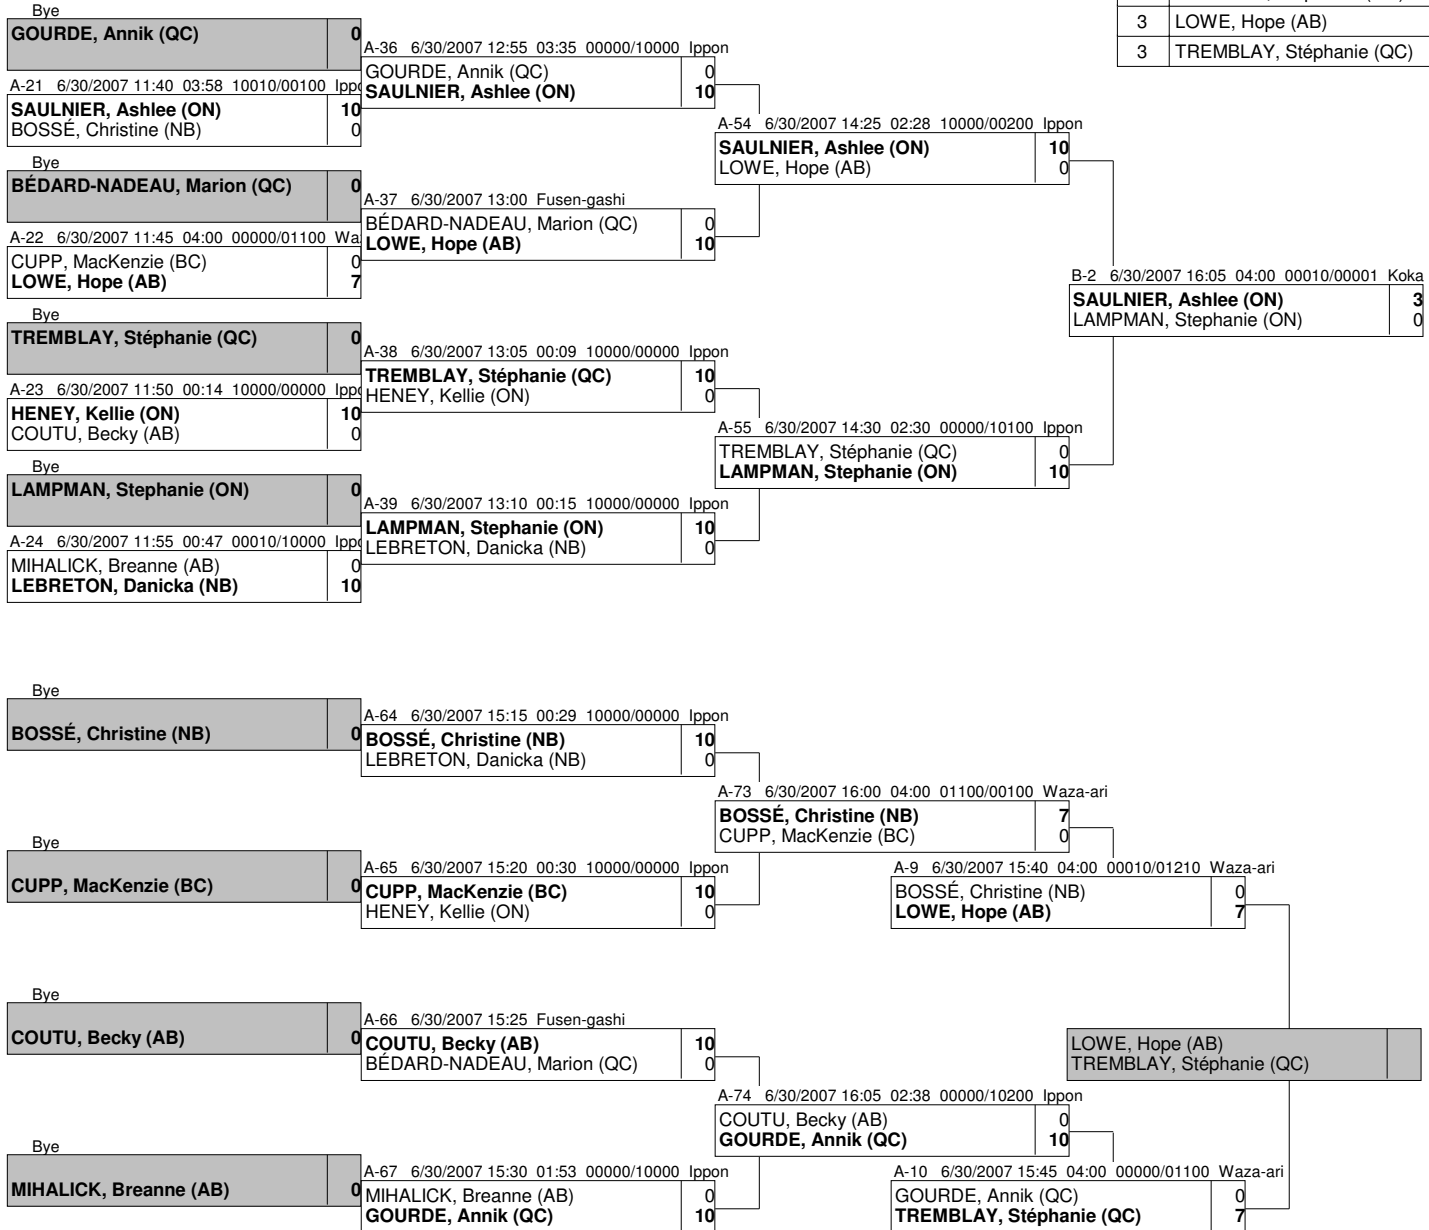 3 LOWE, Hope (AB)
3 TREMBLAY, Stéphanie (QC)
Bye
GOURDE, Annik (QC) 0
A-21 6/30/2007 11:40 03:58 10010/00100 Ippo
SAULNIER, Ashlee (ON) 10
BOSSÉ, Christine (NB) 0
Bye
BÉDARD-NADEAU, Marion (QC) 0
A-22 6/30/2007 11:45 04:00 00000/01100 Wa
CUPP, MacKenzie (BC) 0
LOWE, Hope (AB) 7
Bye
TREMBLAY, Stéphanie (QC) 0
A-23 6/30/2007 11:50 00:14 10000/00000 Ippo
HENEY, Kellie (ON) 10
COUTU, Becky (AB) 0
Bye
LAMPMAN, Stephanie (ON) 0
A-24 6/30/2007 11:55 00:47 00010/10000 Ippo
MIHALICK, Breanne (AB) 0
LEBRETON, Danicka (NB) 10
A-36 6/30/2007 12:55 03:35 00000/10000 Ippon
GOURDE, Annik (QC) 0
SAULNIER, Ashlee (ON) 10
A-37 6/30/2007 13:00 Fusen-gashi
BÉDARD-NADEAU, Marion (QC) 0
LOWE, Hope (AB) 10
A-38 6/30/2007 13:05 00:09 10000/00000 Ippon
TREMBLAY, Stéphanie (QC) 10
HENEY, Kellie (ON) 0
A-39 6/30/2007 13:10 00:15 10000/00000 Ippon
LAMPMAN, Stephanie (ON) 10
LEBRETON, Danicka (NB) 0
A-54 6/30/2007 14:25 02:28 10000/00200 Ippon
SAULNIER, Ashlee (ON) 10
LOWE, Hope (AB) 0
A-55 6/30/2007 14:30 02:30 00000/10100 Ippon
TREMBLAY, Stéphanie (QC) 0
LAMPMAN, Stephanie (ON) 10
B-2 6/30/2007 16:05 04:00 00010/00001 Koka
SAULNIER, Ashlee (ON) 3
LAMPMAN, Stephanie (ON) 0
Bye
BOSSÉ, Christine (NB) 0
Bye
CUPP, MacKenzie (BC) 0
Bye
COUTU, Becky (AB) 0
Bye
MIHALICK, Breanne (AB) 0
A-64 6/30/2007 15:15 00:29 10000/00000 Ippon
BOSSÉ, Christine (NB) 10
LEBRETON, Danicka (NB) 0
A-65 6/30/2007 15:20 00:30 10000/00000 Ippon
CUPP, MacKenzie (BC) 10
HENEY, Kellie (ON) 0
A-66 6/30/2007 15:25 Fusen-gashi
COUTU, Becky (AB) 10
BÉDARD-NADEAU, Marion (QC) 0
A-67 6/30/2007 15:30 01:53 00000/10000 Ippon
MIHALICK, Breanne (AB) 0
GOURDE, Annik (QC) 10
A-73 6/30/2007 16:00 04:00 01100/00100 Waza-ari
BOSSÉ, Christine (NB) 7
CUPP, MacKenzie (BC) 0
A-74 6/30/2007 16:05 02:38 00000/10200 Ippon
COUTU, Becky (AB) 0
GOURDE, Annik (QC) 10
A-9 6/30/2007 15:40 04:00 00010/01210 Waza-ari
BOSSÉ, Christine (NB) 0
LOWE, Hope (AB) 7
A-10 6/30/2007 15:45 04:00 00000/01100 Waza-ari
GOURDE, Annik (QC) 0
TREMBLAY, Stéphanie (QC) 7
LOWE, Hope (AB)
TREMBLAY, Stéphanie (QC)